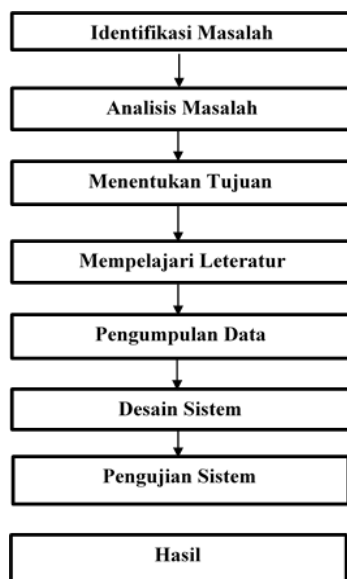 Identifikasi Masalah
Analisis Masalah
Menentukan Tujuan
Mempelajari Leteratur
Pengumpulan Data
Desain Sistem
Pengujian Sistem
Hasil